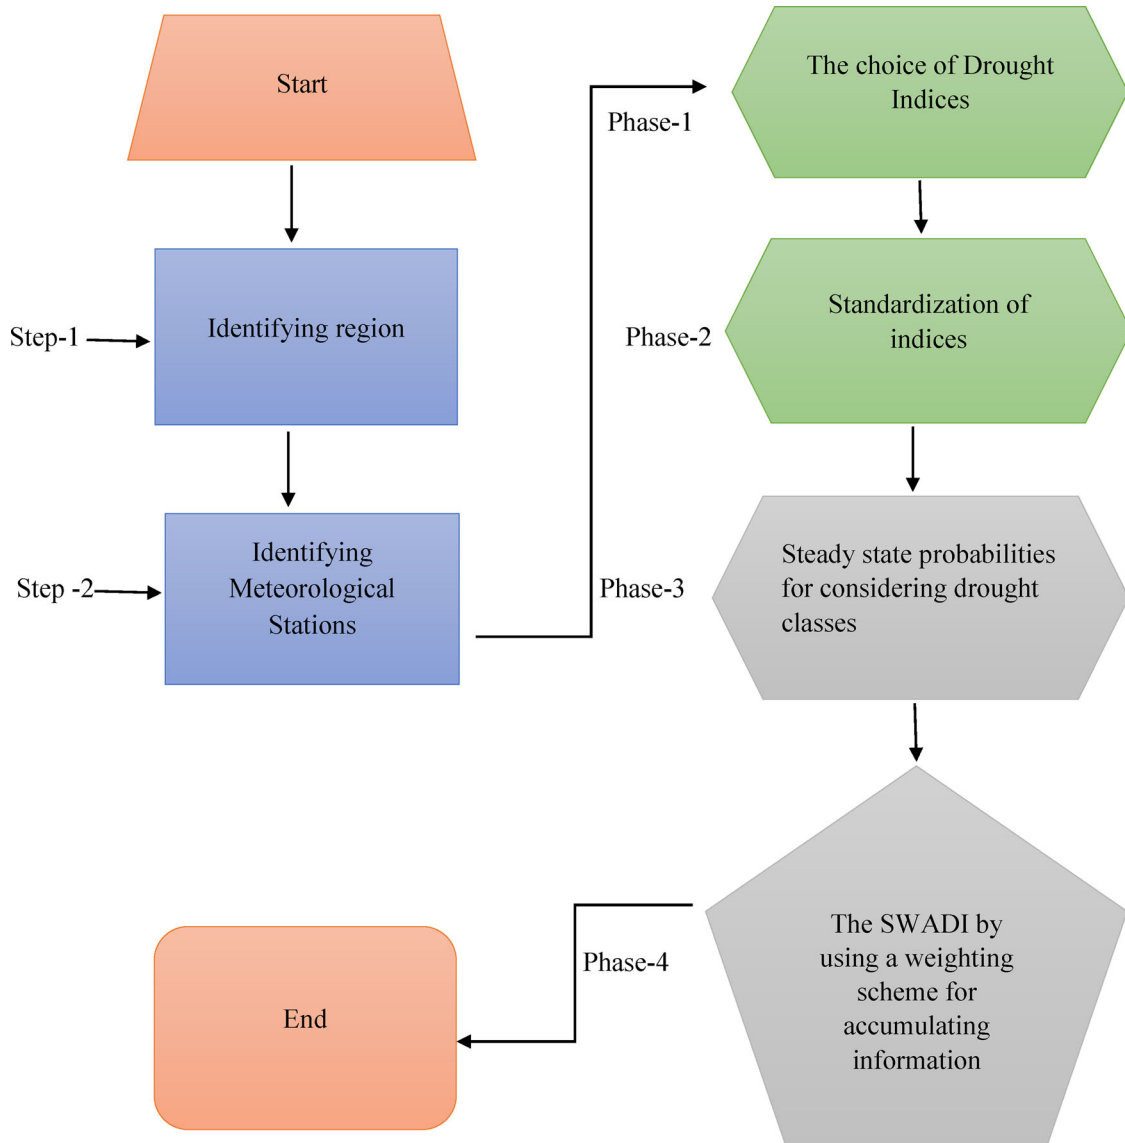 Start
Step-1
Identifying region
Step -2
Identifying
Meteorological
Stations
Phase-1
The choice of Drought
Indices
Phase-2
Standardization of
indices
Phase-3
Steady state probabilities
for considering drought
classes
The SWADI by
using a weighting
scheme for
accumulating
information
Phase-4
End